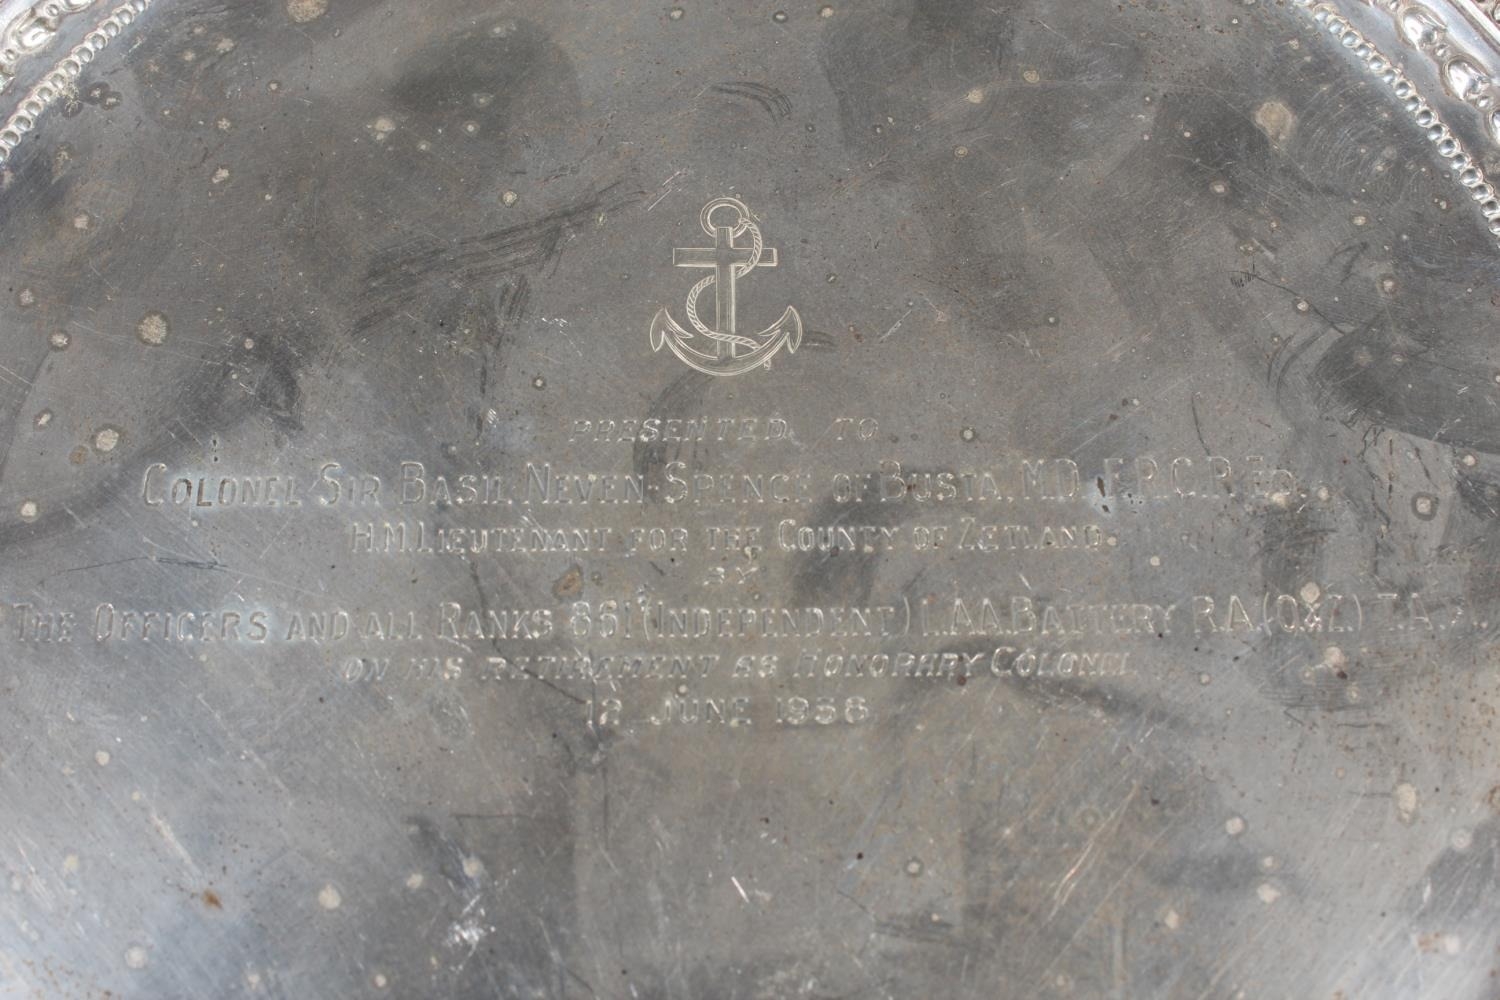 PRESENTED TO
COLONEL SIR BASIL NEVEN-SPENCE OF BUSTA, M.D. F.R.C.P. ED.
H.M. LIEUTENANT FOR THE COUNTY OF ZETLAND
BY
THE OFFICERS AND ALL RANKS 861 (INDEPENDENT) L.A.A. BATTERY R.A. (O&Z.) T.A.
ON HIS RETIREMENT AS HONORARY COLONEL
12 JUNE